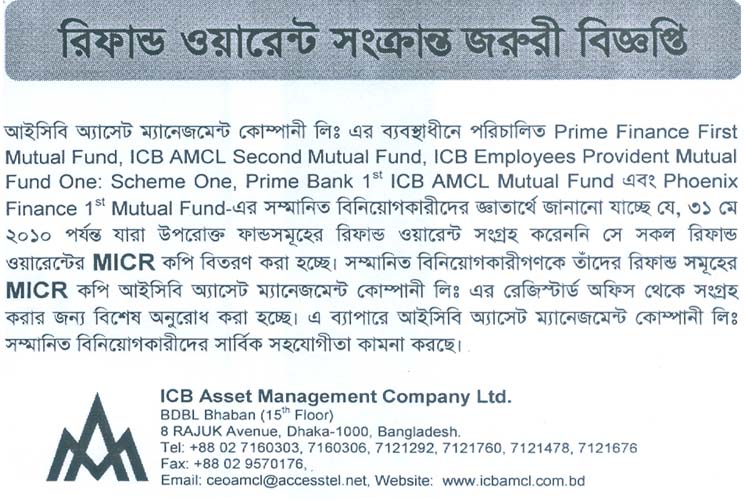 রিফান্ড ওয়ারেন্ট সংক্রান্ত জরুরী বিজ্ঞপ্তি
আইসিবি অ্যাসেট ম্যানেজমেন্ট কোম্পানী লিঃ এর ব্যবস্থাধীনে পরিচালিত Prime Finance First
Mutual Fund, ICB AMCL Second Mutual Fund, ICB Employees Provident Mutual
Fund One: Scheme One, Prime Bank 1st ICB AMCL Mutual Fund এবং Phoenix
Finance 1st Mutual Fund-এর সম্মানিত বিনিয়োগকারীদের জ্ঞাতার্থে জানানো যাচ্ছে যে, ৩১ মে
২০১০ পর্যন্ত যারা উপরোক্ত ফান্ডসমূহের রিফান্ড ওয়ারেন্ট সংগ্রহ করেননি সে সকল রিফান্ড
ওয়ারেন্টের MICR কপি বিতরণ করা হচ্ছে। সম্মানিত বিনিয়োগকারীগণকে তাঁদের রিফান্ড সমূহের
MICR কপি আইসিবি অ্যাসেট ম্যানেজমেন্ট কোম্পানী লিঃ এর রেজিস্টার্ড অফিস থেকে সংগ্রহ
করার জন্য বিশেষ অনুরোধ করা হচ্ছে। এ ব্যাপারে আইসিবি অ্যাসেট ম্যানেজমেন্ট কোম্পানী লিঃ
সম্মানিত বিনিয়োগকারীদের সার্বিক সহযোগীতা কামনা করছে।
ICB Asset Management Company Ltd.
BDBL Bhaban (15th Floor)
8 RAJUK Avenue, Dhaka-1000, Bangladesh.
Tel: +88 02 7160303, 7160306, 7121292, 7121760, 7121478, 7121676
Fax: +88 02 9570176,
Email: ceoamcl@accesstel.net, Website: www.icbamcl.com.bd